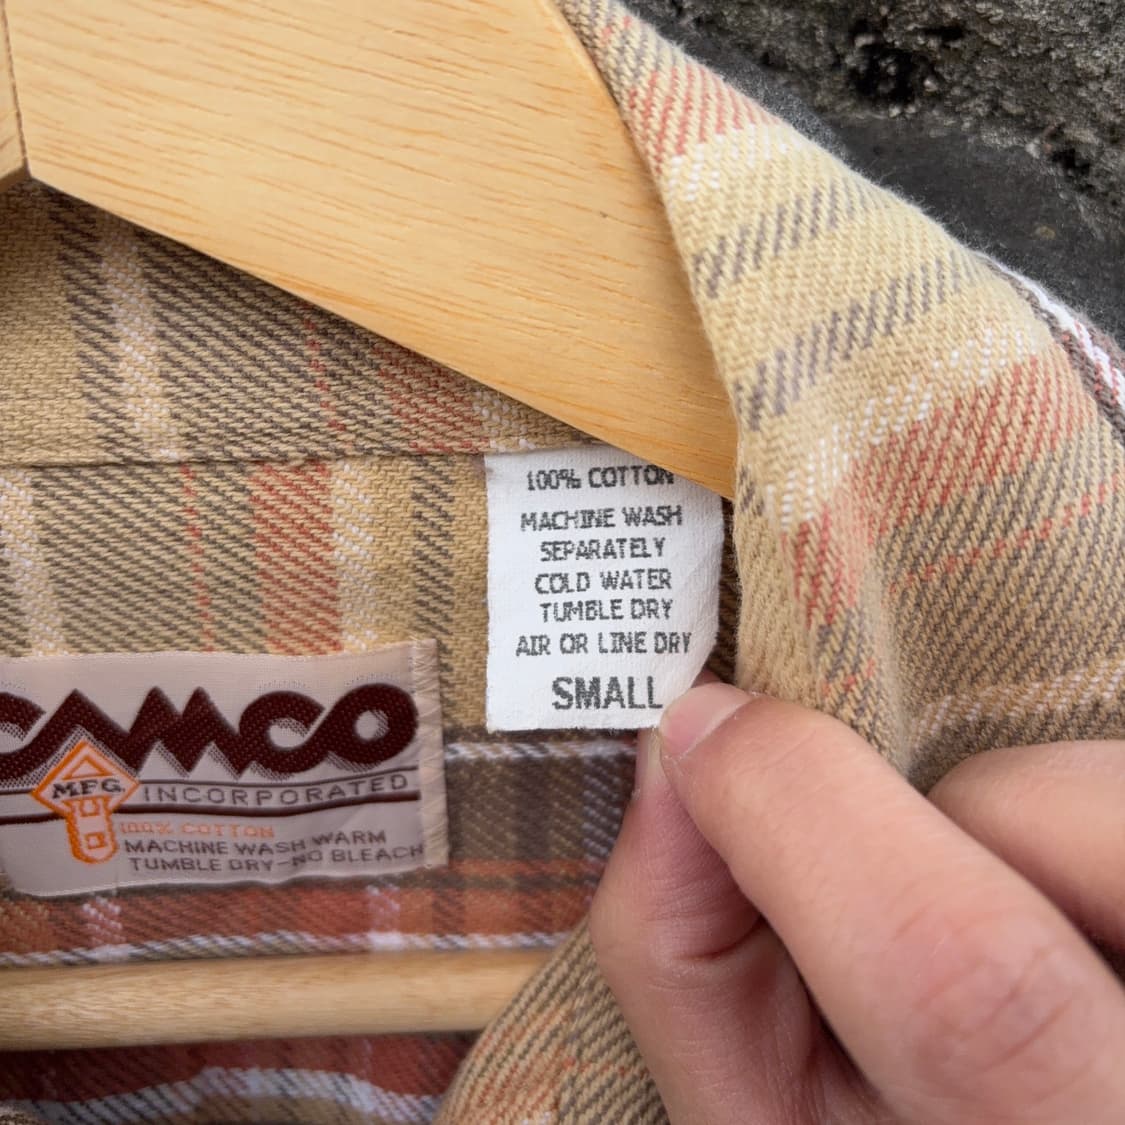 100% COTTON
MACHINE WASH
SEPARATELY
COLD WATER
TUMBLE DRY
AIR OR LINE DRY
SMALL
CAMCO
MFG.
INCORPORATED
100% COTTON
MACHINE WASH WARM
TUMBLE DRY-NO BLEACH